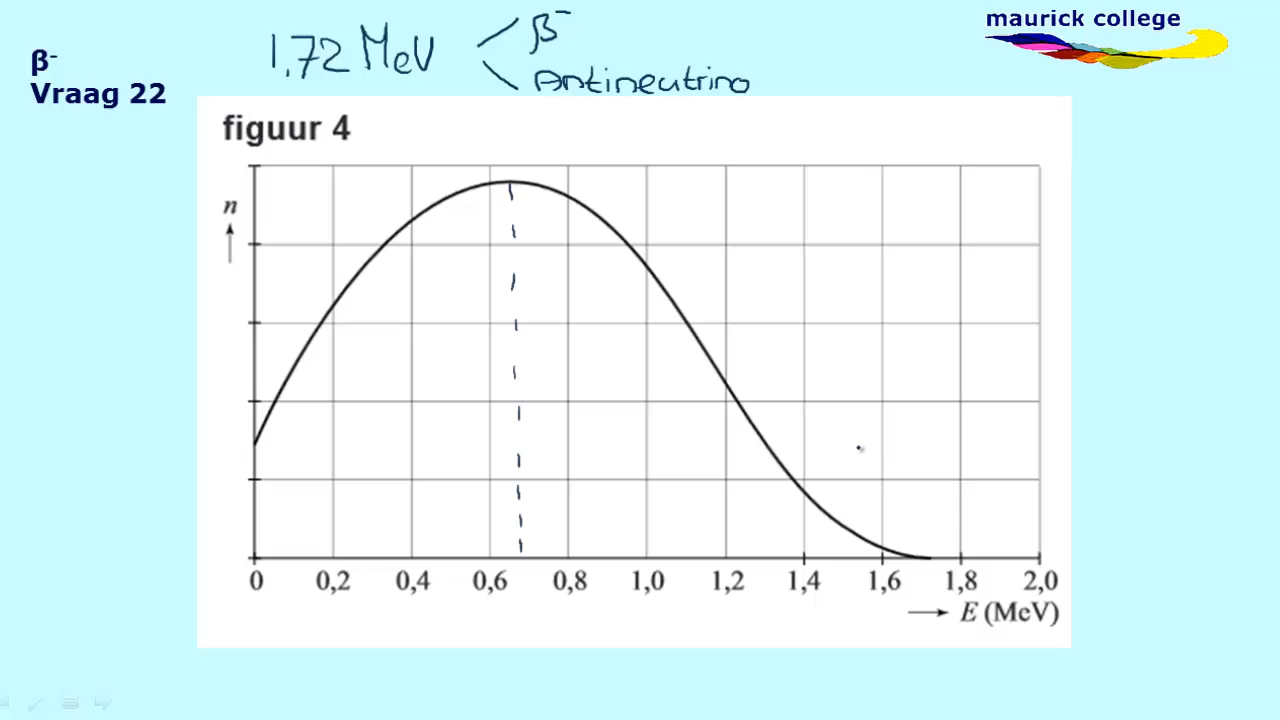 maurick college
β⁻
Vraag 22
1.72 MeV
β⁻
Antineutrino
figuur 4
n
0 0,2 0,4 0,6 0,8 1,0 1,2 1,4 1,6 1,8 2,0
E (MeV)